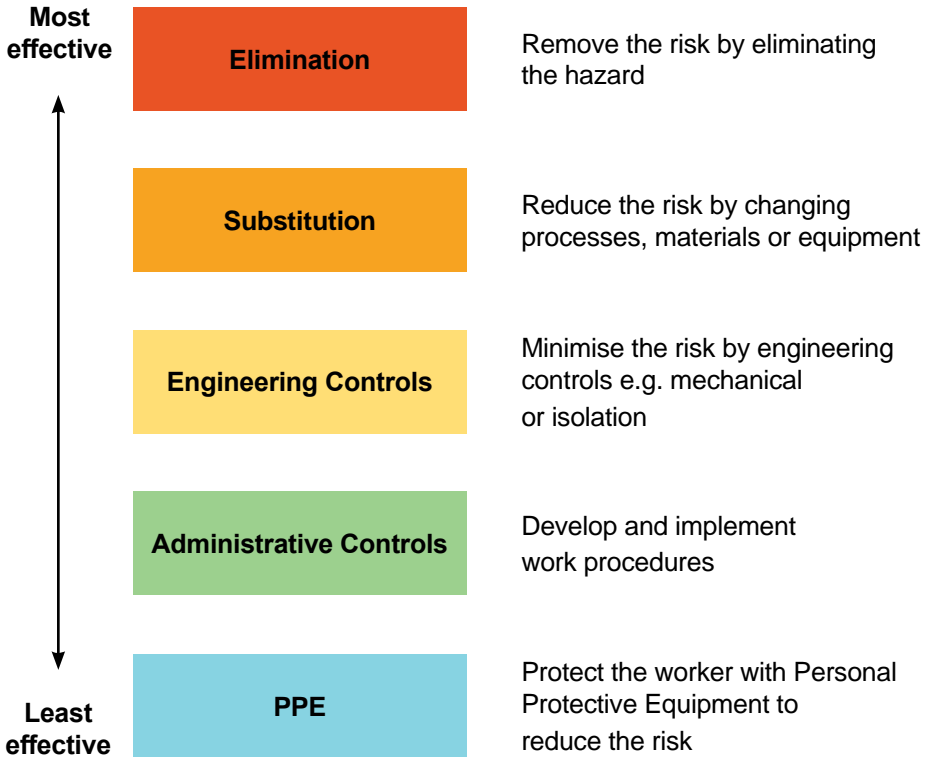 Most
effective
Elimination
Remove the risk by eliminating
the hazard
Substitution
Reduce the risk by changing
processes, materials or equipment
Engineering Controls
Minimise the risk by engineering
controls e.g. mechanical
or isolation
Administrative Controls
Develop and implement
work procedures
Least
effective
PPE
Protect the worker with Personal
Protective Equipment to
reduce the risk